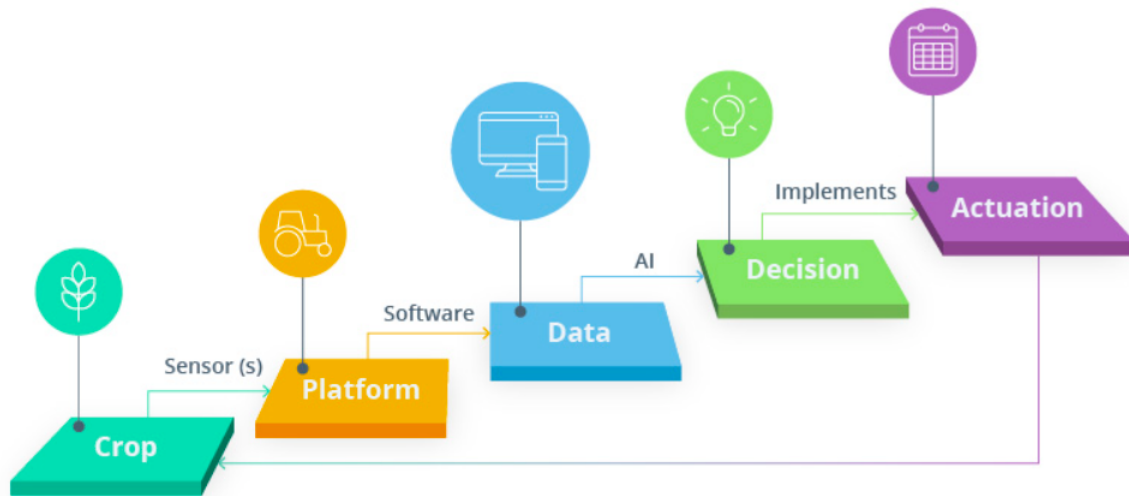 Crop
Sensor (s)
Platform
Software
Data
AI
Decision
Implements
Actuation